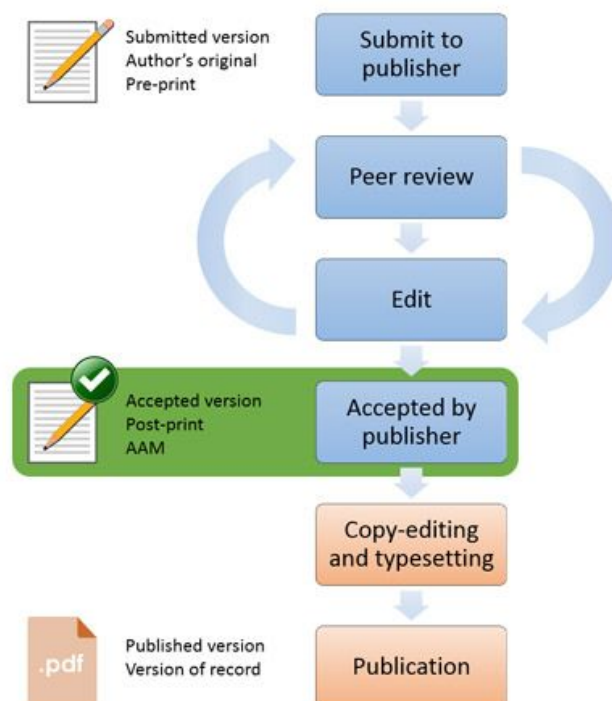 Submitted version
Author's original
Pre-print
Submit to
publisher
Peer review
Edit
Accepted version
Post-print
AAM
Accepted by
publisher
Copy-editing
and typesetting
.pdf
Published version
Version of record
Publication